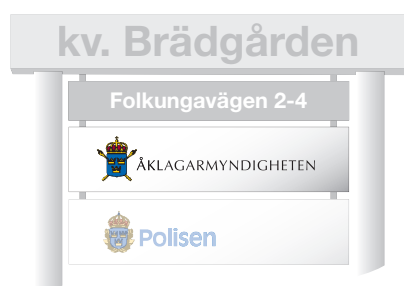 kv. Brädgården
Folkungavägen 2-4
ÅKLAGARMYNDIGHETEN
Polisen